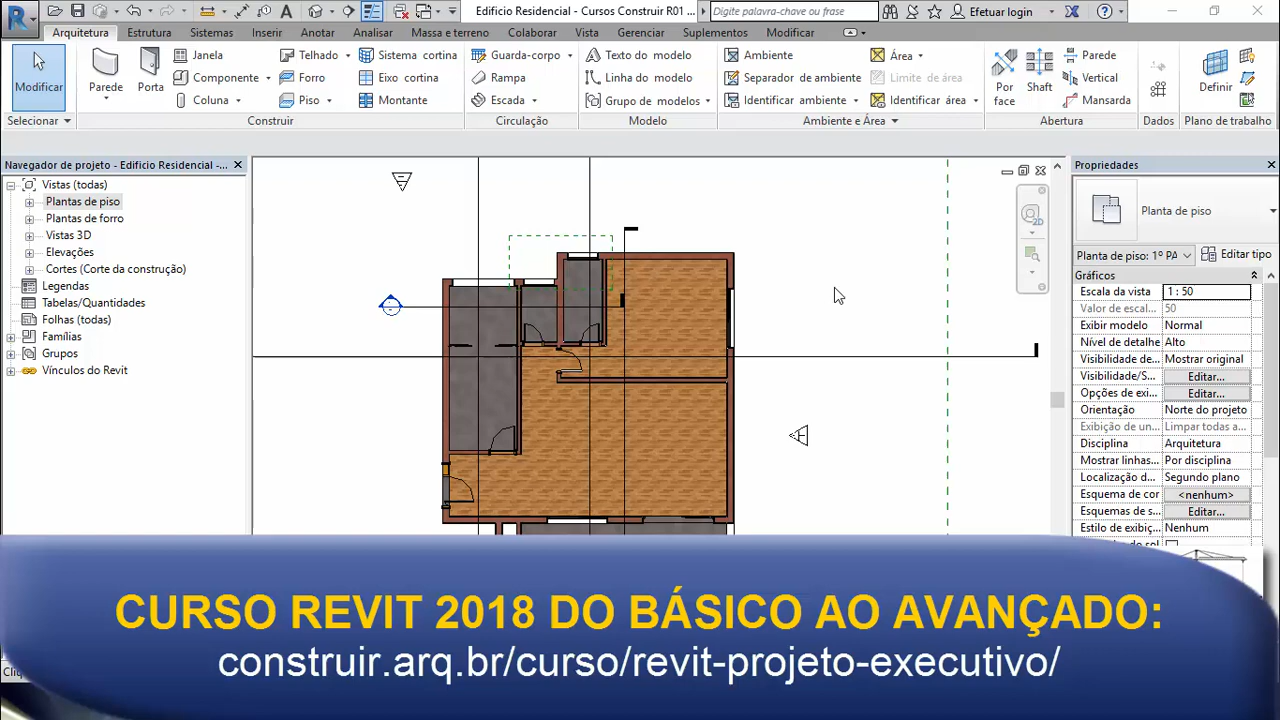 Edifício Residencial - Cursos Construir R01 ...
Digite palavra-chave ou frase
Efetuar login
Arquitetura Estrutura Sistemas Inserir Anotar Analisar Massa e terreno Colaborar Vista Gerenciar Suplementos Modificar
Modificar
Selecionar
Parede
Porta
Janela
Componente
Coluna
Telhado
Forro
Piso
Sistema cortina
Eixo cortina
Montante
Construir
Guarda-corpo
Rampa
Escada
Circulação
Texto do modelo
Linha do modelo
Grupo de modelos
Modelo
Ambiente
Separador de ambiente
Identificar ambiente
Área
Limite de área
Identificar área
Ambiente e Área
Por face
Shaft
Parede
Vertical
Mansarda
Abertura
Dados
Definir
Plano de trabalho
Navegador de projeto - Edifício Residencial -...
Vistas (todas)
Plantas de piso
Plantas de forro
Vistas 3D
Elevações
Cortes (Corte da construção)
Legendas
Tabelas/Quantidades
Folhas (todas)
Famílias
Grupos
Vínculos do Revit
2D
Propriedades
Planta de piso
Planta de piso: 1º PA
Editar tipo
Gráficos
Escala da vista 1 : 50
Valor de escal... 50
Exibir modelo Normal
Nível de detalhe Alto
Visibilidade de... Mostrar original
Visibilidade/S... Editar...
Opções de exi... Editar...
Orientação Norte do projeto
Exibição de un... Limpar todas as
Disciplina Arquitetura
Mostrar linhas... Por disciplina
Localização d... Segundo plano
Esquema de cor <nenhum>
Esquemas de s... Editar...
Estilo de exibiç... Nenhum
CURSO REVIT 2018 DO BÁSICO AO AVANÇADO:
construir.arq.br/curso/revit-projeto-executivo/